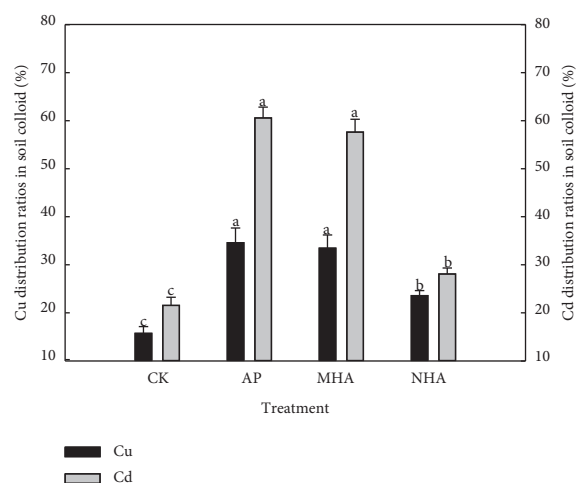 80
80
70
70
60
60
50
50
40
40
30
30
20
20
10
10
Cu distribution ratios in soil colloid (%)
Cd distribution ratios in soil colloid (%)
c
c
a
a
a
a
b
b
CK AP MHA NHA
Treatment
Cu
Cd